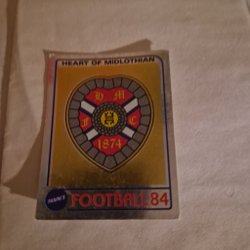 HEART OF MIDLOTHIAN
H M
F C
1874
PANINI
FOOTBALL 84